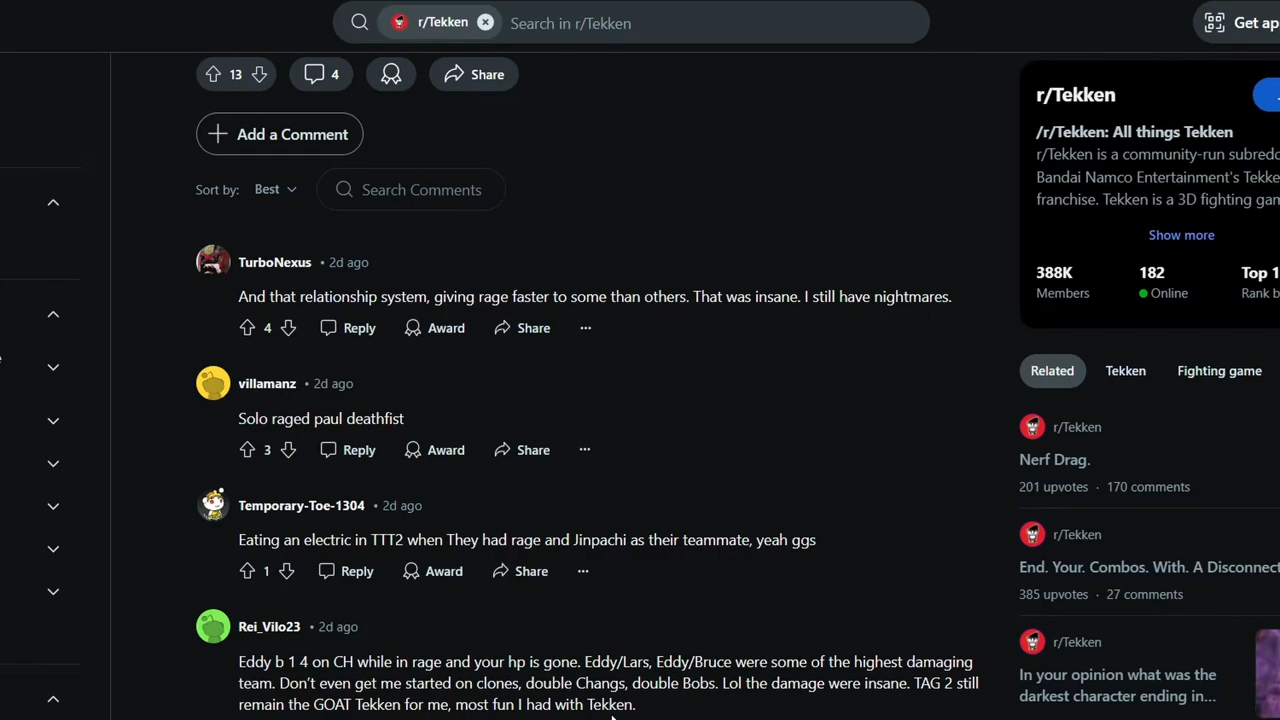 r/Tekken Search in r/Tekken Get ap
13 4 Share
Add a Comment
Sort by: Best Search Comments
TurboNexus • 2d ago
And that relationship system, giving rage faster to some than others. That was insane. I still have nightmares.
4 Reply Award Share ...
villamanz • 2d ago
Solo raged paul deathfist
3 Reply Award Share ...
Temporary-Toe-1304 • 2d ago
Eating an electric in TTT2 when They had rage and Jinpachi as their teammate, yeah ggs
1 Reply Award Share ...
Rei_Vilo23 • 2d ago
Eddy b 1 4 on CH while in rage and your hp is gone. Eddy/Lars, Eddy/Bruce were some of the highest damaging
team. Don’t even get me started on clones, double Changs, double Bobs. Lol the damage were insane. TAG 2 still
remain the GOAT Tekken for me, most fun I had with Tekken.
r/Tekken
/r/Tekken: All things Tekken
r/Tekken is a community-run subredd
Bandai Namco Entertainment's Tekke
franchise. Tekken is a 3D fighting gam
Show more
388K 182 Top 1
Members Online Rank b
Related Tekken Fighting game
r/Tekken
Nerf Drag.
201 upvotes · 170 comments
r/Tekken
End. Your. Combos. With. A Disconnect
385 upvotes · 27 comments
r/Tekken
In your opinion what was the
darkest character ending in...